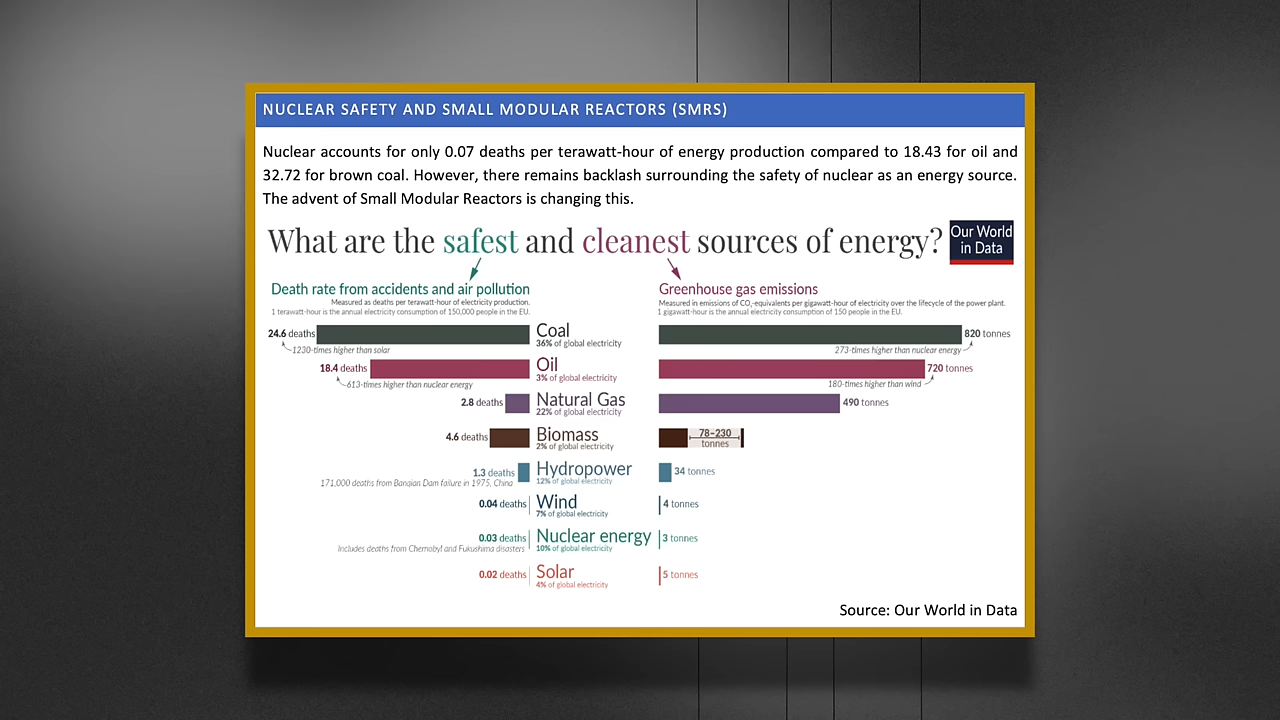 NUCLEAR SAFETY AND SMALL MODULAR REACTORS (SMRS)
Nuclear accounts for only 0.07 deaths per terawatt-hour of energy production compared to 18.43 for oil and
32.72 for brown coal. However, there remains backlash surrounding the safety of nuclear as an energy source.
The advent of Small Modular Reactors is changing this.
What are the safest and cleanest sources of energy?
Our World
in Data
Death rate from accidents and air pollution
Measured as deaths per terawatt-hour of electricity production.
1 terawatt-hour is the annual electricity consumption of 150,000 people in the EU.
Greenhouse gas emissions
Measured in emissions of CO₂-equivalents per gigawatt-hour of electricity over the lifecycle of the power plant.
1 gigawatt-hour is the annual electricity consumption of 150 people in the EU.
24.6 deaths
1230-times higher than solar
Coal
36% of global electricity
820 tonnes
273-times higher than nuclear energy
18.4 deaths
613-times higher than nuclear energy
Oil
3% of global electricity
720 tonnes
180-times higher than wind
2.8 deaths
Natural Gas
22% of global electricity
490 tonnes
4.6 deaths
Biomass
2% of global electricity
78–230
tonnes
1.3 deaths
171,000 deaths from Banqian Dam failure in 1975, China
Hydropower
12% of global electricity
34 tonnes
0.04 deaths
Wind
7% of global electricity
4 tonnes
0.03 deaths
Includes deaths from Chernobyl and Fukushima disasters
Nuclear energy
10% of global electricity
3 tonnes
0.02 deaths
Solar
4% of global electricity
5 tonnes
Source: Our World in Data